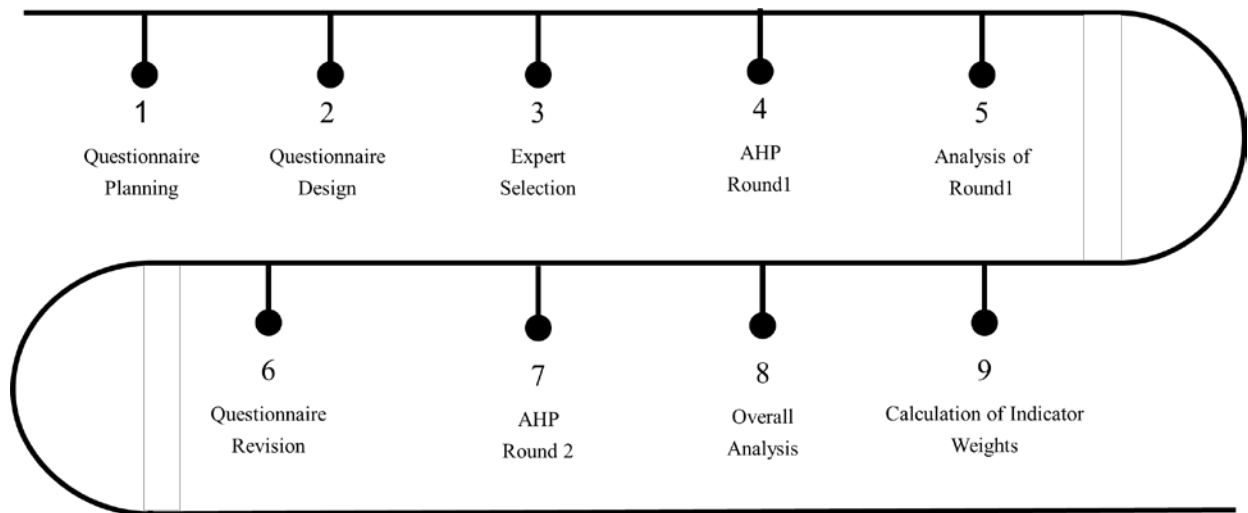 1
Questionnaire
Planning
2
Questionnaire
Design
3
Expert
Selection
4
AHP
Round1
5
Analysis of
Round1
6
Questionnaire
Revision
7
AHP
Round 2
8
Overall
Analysis
9
Calculation of Indicator
Weights